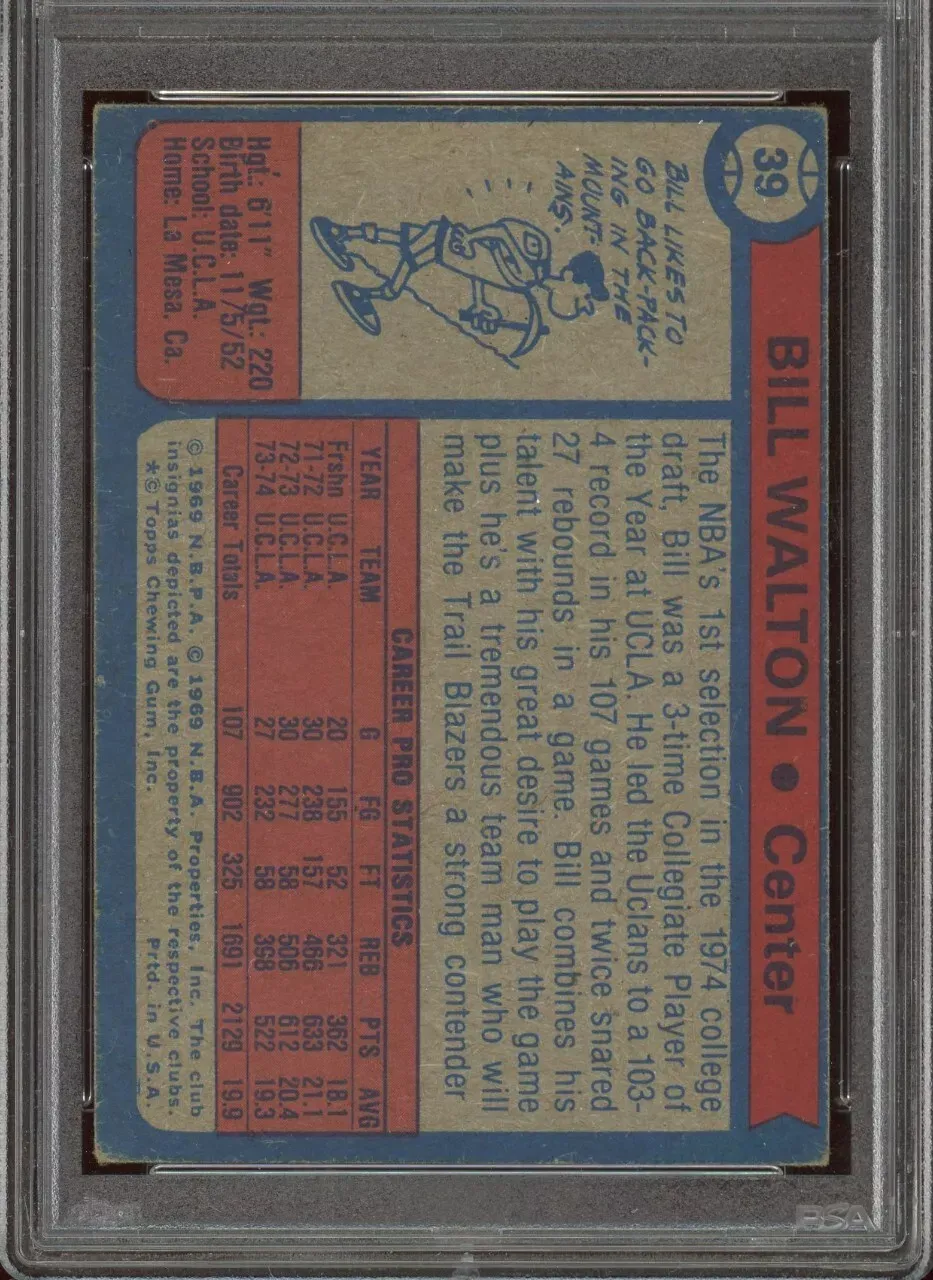 39
BILL WALTON • Center
BILL LIKES TO
GO BACK-PACK-
ING IN THE
MOUNT-
AINS.
Hgt.: 6'11" Wgt.: 220
Birth date: 11/5/52
School: U.C.L.A.
Home: La Mesa, Ca.
The NBA's 1st selection in the 1974 college
draft, Bill was a 3-time Collegiate Player of
the Year at UCLA. He led the Uclans to a 103-
4 record in his 107 games and twice snared
27 rebounds in a game. Bill combines his
talent with his great desire to play the game
plus he's a tremendous team man who will
make the Trail Blazers a strong contender
CAREER PRO STATISTICS
YEAR TEAM G FG FT REB PTS AVG
Frshn U.C.L.A. 20 155 52 321 362 18.1
71-72 U.C.L.A. 30 238 157 466 633 21.1
72-73 U.C.L.A. 30 277 58 506 612 20.4
73-74 U.C.L.A. 27 232 58 398 522 19.3
Career Totals 107 902 325 1691 2129 19.9
© 1969 N.B.P.A. © 1969 N.B.A. Properties, Inc. The club
insignias depicted are the property of the respective clubs.
*© Topps Chewing Gum, Inc. Prtd. in U.S.A.
PSA